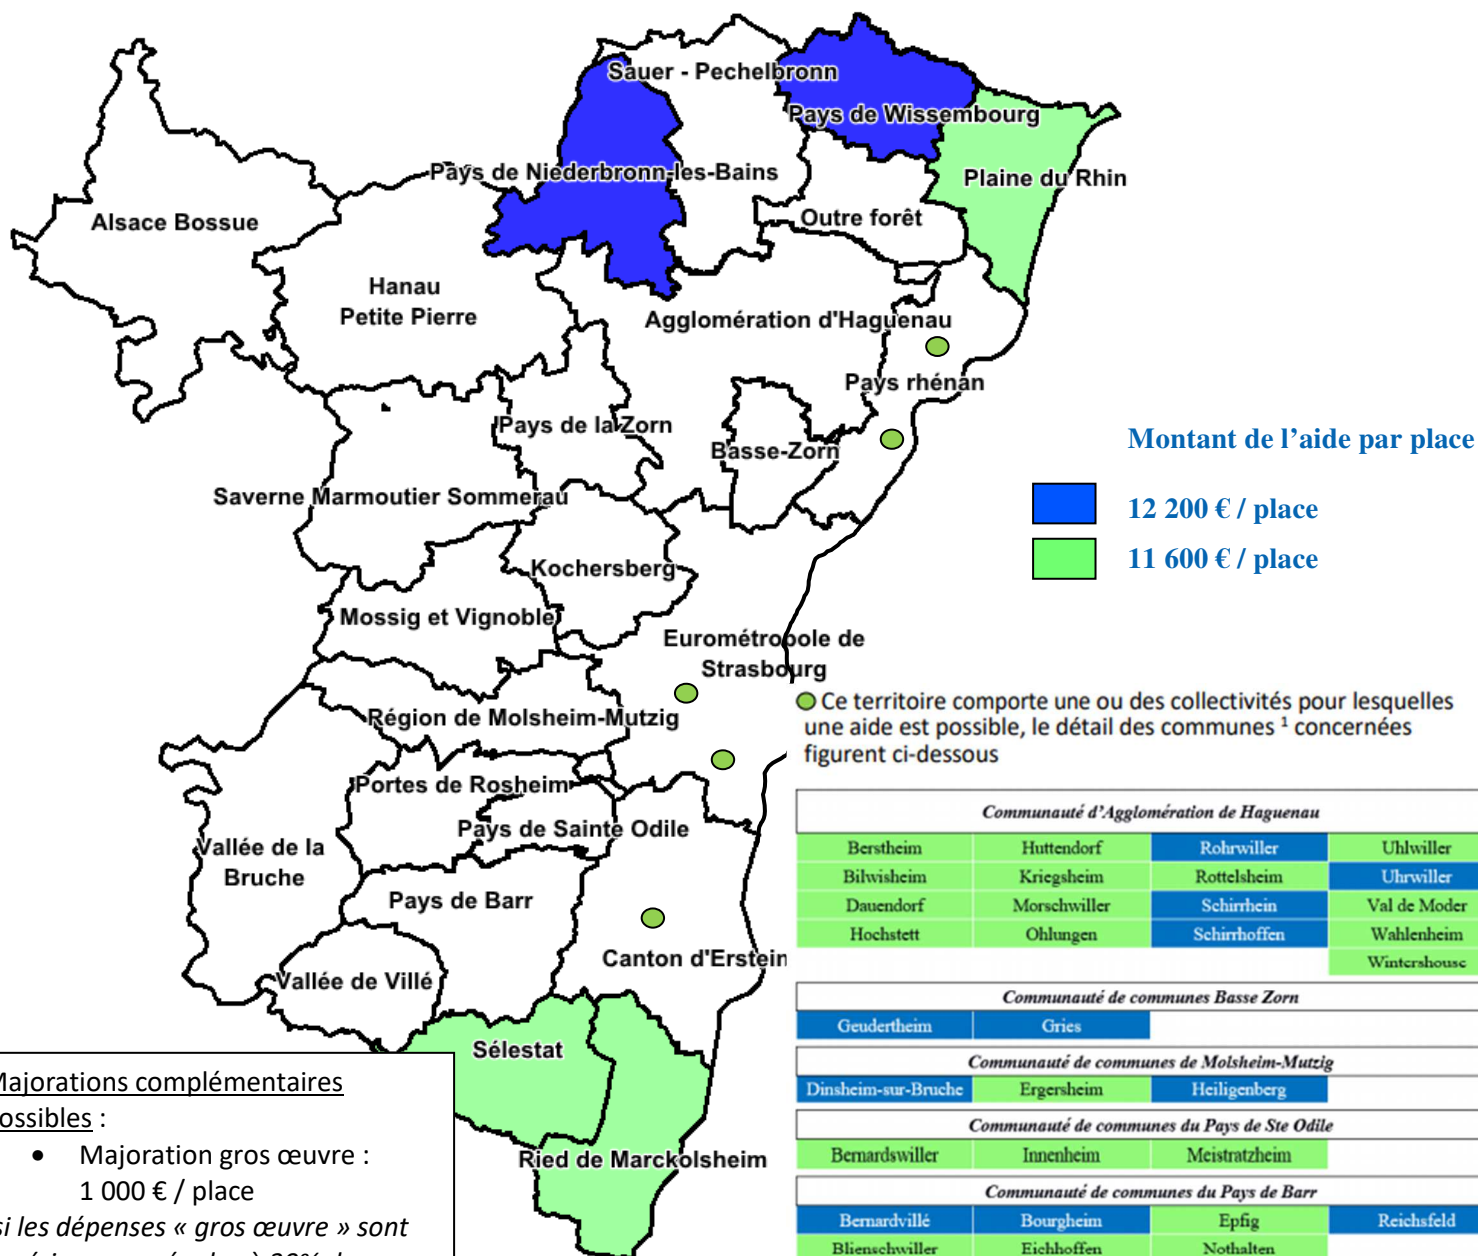 Sauer - Pechelbronn
Pays de Wissembourg
Pays de Niederbronn-les-Bains
Plaine du Rhin
Alsace Bossue
Outre forêt
Hanau
Petite Pierre
Agglomération d'Haguenau
Pays rhénan
Pays de la Zorn
Basse-Zorn
Saverne Marmoutier Sommerau
Kochersberg
Mossig et Vignoble
Eurométropole de
Strasbourg
Région de Molsheim-Mutzig
Portes de Rosheim
Pays de Sainte Odile
Vallée de la
Bruche
Pays de Barr
Canton d'Erstein
Vallée de Villé
Sélestat
Ried de Marckolsheim
Montant de l'aide par place
12 200 € / place
11 600 € / place
Ce territoire comporte une ou des collectivités pour lesquelles
une aide est possible, le détail des communes ¹ concernées
figurent ci-dessous
Communauté d'Agglomération de Haguenau
Berstheim Huttendorf Rohrwiller Uhlwiller
Bilwisheim Kriegsheim Rottelsheim Uhrwiller
Dauendorf Morschwiller Schirrhein Val de Moder
Hochstett Ohlungen Schirrhoffen Wahlenheim
Wintershouse
Communauté de communes Basse Zorn
Geudertheim Gries
Communauté de communes de Molsheim-Mutzig
Dinsheim-sur-Bruche Ergersheim Heiligenberg
Communauté de communes du Pays de Ste Odile
Bernardswiller Innenheim Meistratzheim
Communauté de communes du Pays de Barr
Bernardvillé Bourgheim Epfig Reichsfeld
Blienschwiller Eichhoffen Nothalten
Majorations complémentaires
possibles :
• Majoration gros œuvre :
1 000 € / place
si les dépenses « gros œuvre » sont